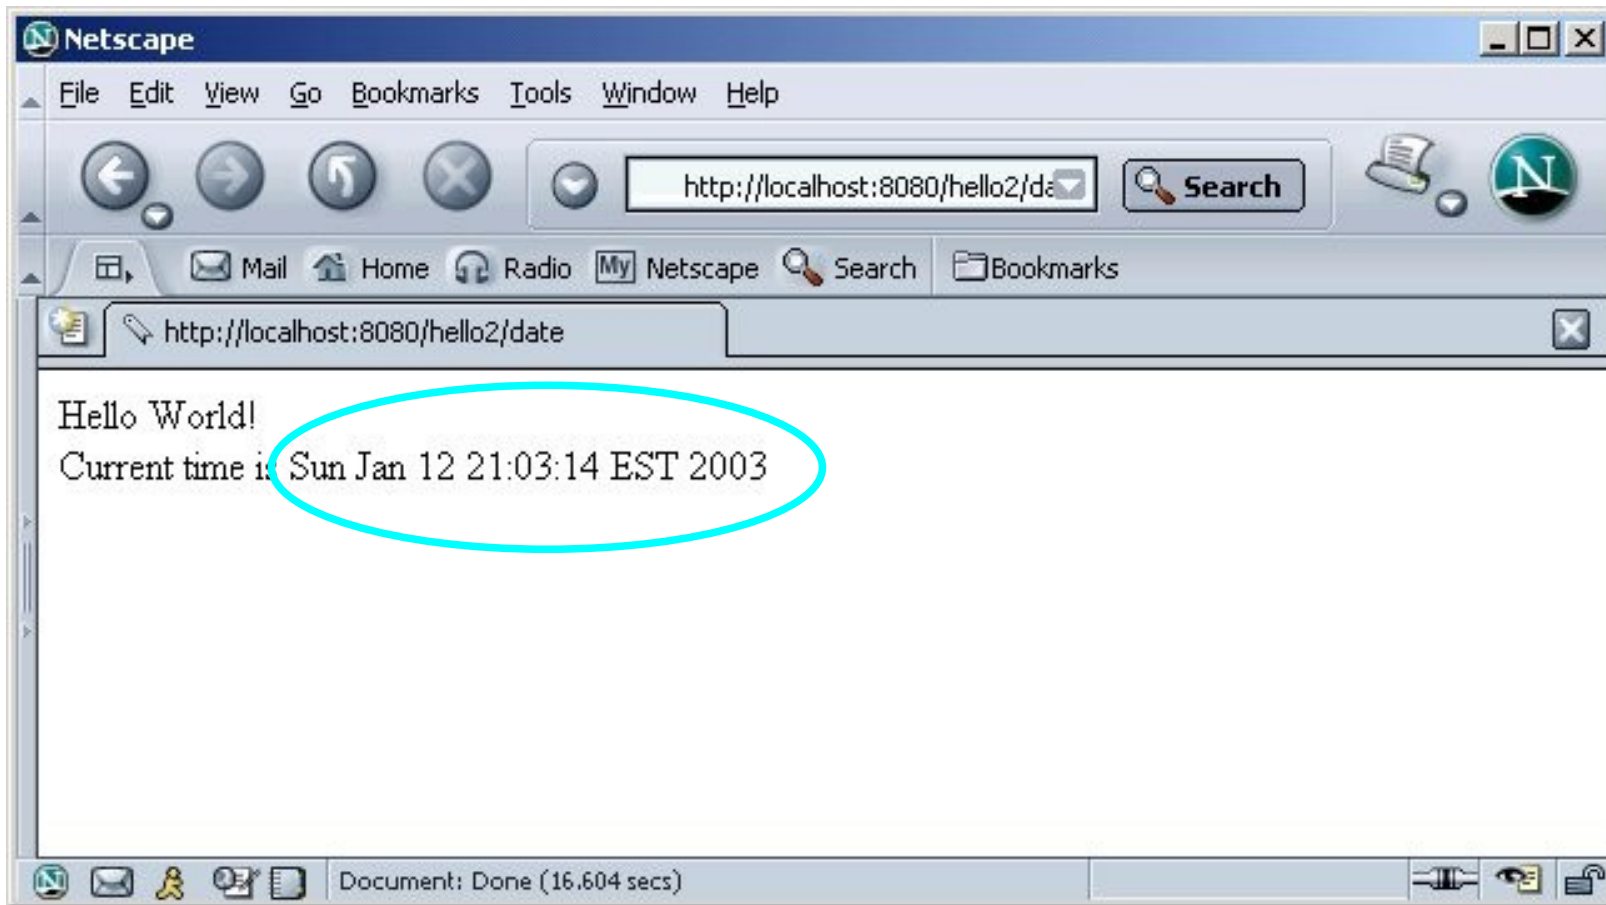 Netscape
File Edit View Go Bookmarks Tools Window Help
http://localhost:8080/hello2/da Search N
Mail Home Radio My Netscape Search Bookmarks
http://localhost:8080/hello2/date
Hello World!
Current time is Sun Jan 12 21:03:14 EST 2003
Document: Done (16.604 secs)